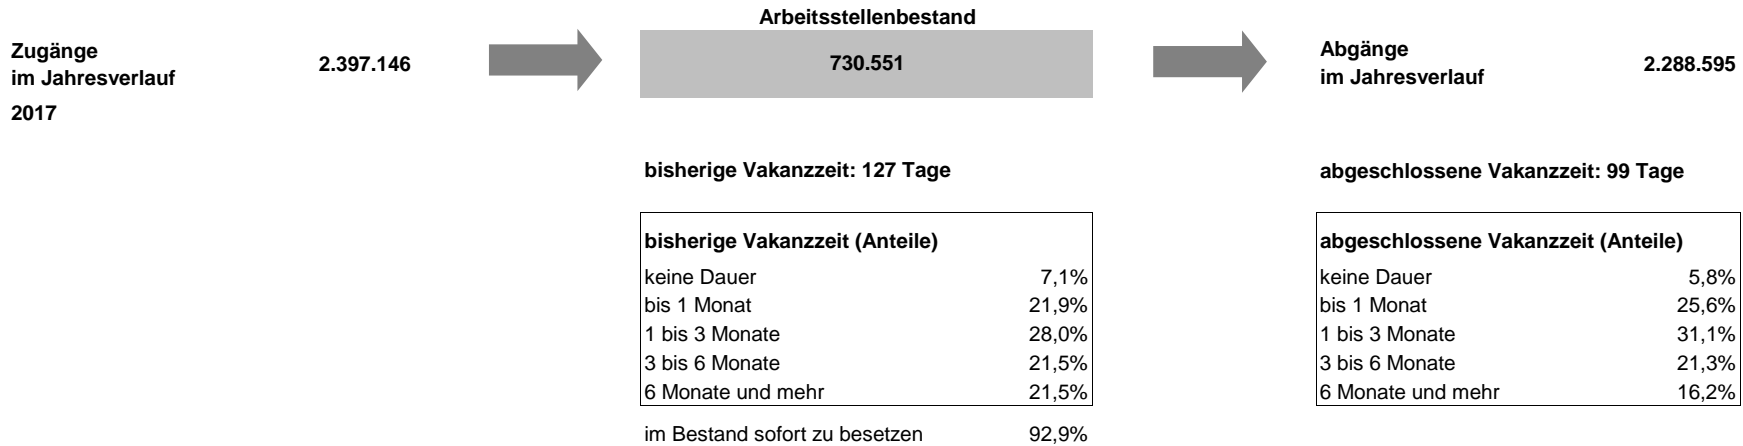 Arbeitsstellenbestand
Zugänge
im Jahresverlauf
2.397.146
730.551
Abgänge
im Jahresverlauf
2.288.595
2017
bisherige Vakanzzeit: 127 Tage
abgeschlossene Vakanzzeit: 99 Tage
bisherige Vakanzzeit (Anteile)
keine Dauer 7,1%
bis 1 Monat 21,9%
1 bis 3 Monate 28,0%
3 bis 6 Monate 21,5%
6 Monate und mehr 21,5%
im Bestand sofort zu besetzen 92,9%
abgeschlossene Vakanzzeit (Anteile)
keine Dauer 5,8%
bis 1 Monat 25,6%
1 bis 3 Monate 31,1%
3 bis 6 Monate 21,3%
6 Monate und mehr 16,2%